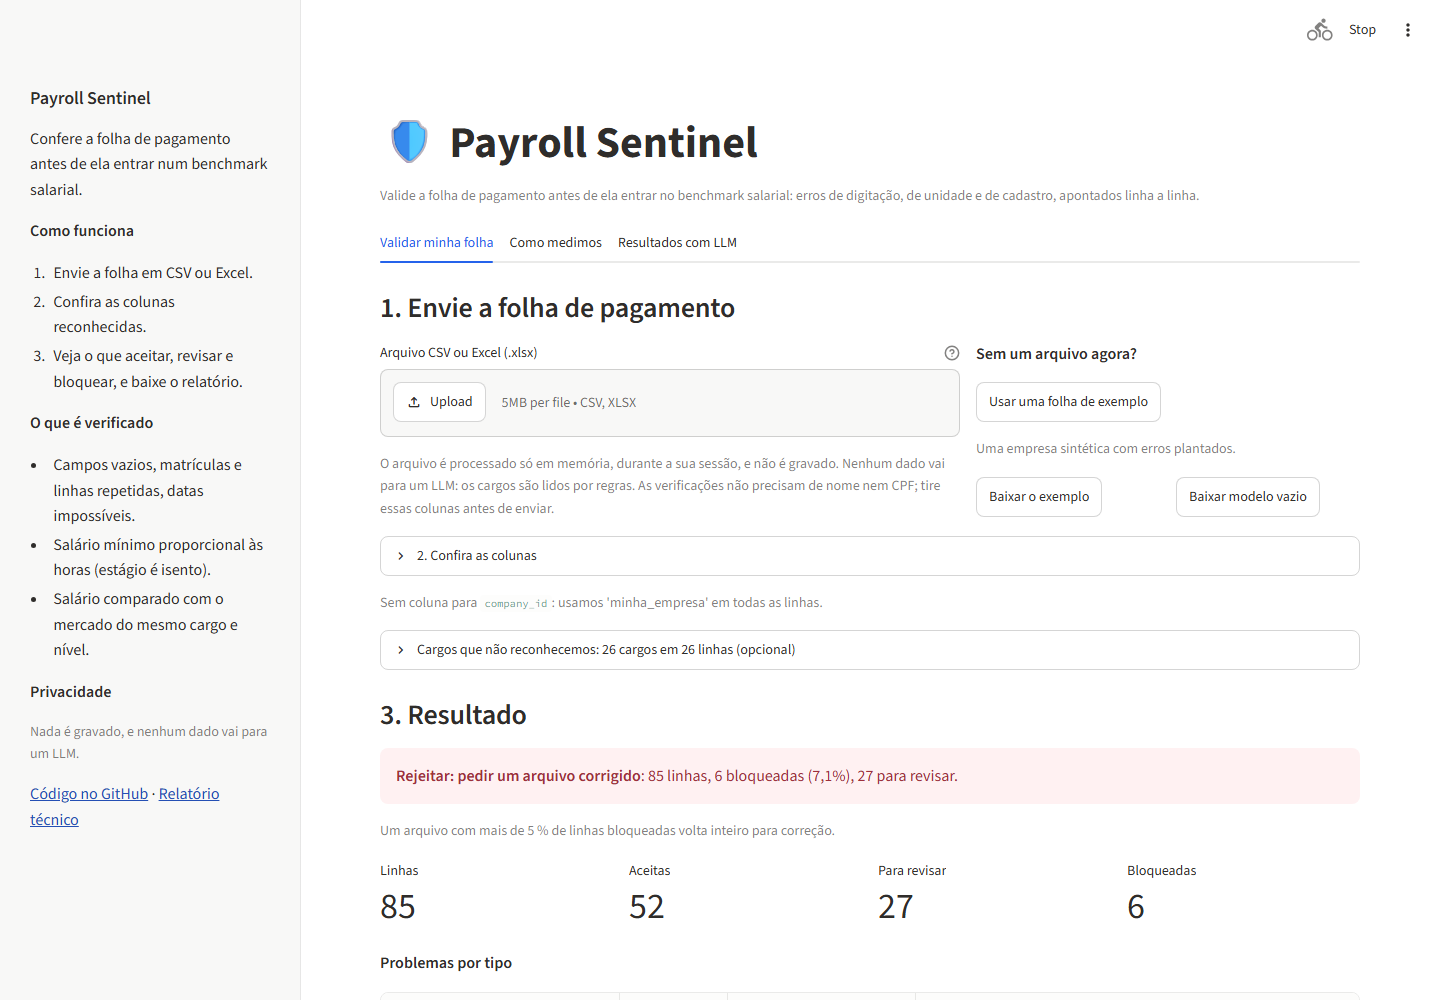 Stop
Payroll Sentinel
Confere a folha de pagamento
antes de ela entrar num benchmark
salarial.
Como funciona
1. Envie a folha em CSV ou Excel.
2. Confira as colunas
reconhecidas.
3. Veja o que aceitar, revisar e
bloquear, e baixe o relatório.
O que é verificado
Campos vazios, matrículas e
linhas repetidas, datas
impossíveis.
Salário mínimo proporcional às
horas (estágio é isento).
Salário comparado com o
mercado do mesmo cargo e
nível.
Privacidade
Nada é gravado, e nenhum dado vai para
um LLM.
Código no GitHub · Relatório
técnico
Payroll Sentinel
Valide a folha de pagamento antes de ela entrar no benchmark salarial: erros de digitação, de unidade e de cadastro, apontados linha a linha.
Validar minha folha Como medimos Resultados com LLM
1. Envie a folha de pagamento
Arquivo CSV ou Excel (.xlsx)
Upload 5MB per file • CSV, XLSX
O arquivo é processado só em memória, durante a sua sessão, e não é gravado. Nenhum dado vai
para um LLM: os cargos são lidos por regras. As verificações não precisam de nome nem CPF; tire
essas colunas antes de enviar.
Sem um arquivo agora?
Usar uma folha de exemplo
Uma empresa sintética com erros plantados.
Baixar o exemplo Baixar modelo vazio
2. Confira as colunas
Sem coluna para company_id: usamos 'minha_empresa' em todas as linhas.
Cargos que não reconhecemos: 26 cargos em 26 linhas (opcional)
3. Resultado
Rejeitar: pedir um arquivo corrigido: 85 linhas, 6 bloqueadas (7,1%), 27 para revisar.
Um arquivo com mais de 5 % de linhas bloqueadas volta inteiro para correção.
Linhas Aceitas Para revisar Bloqueadas
85 52 27 6
Problemas por tipo